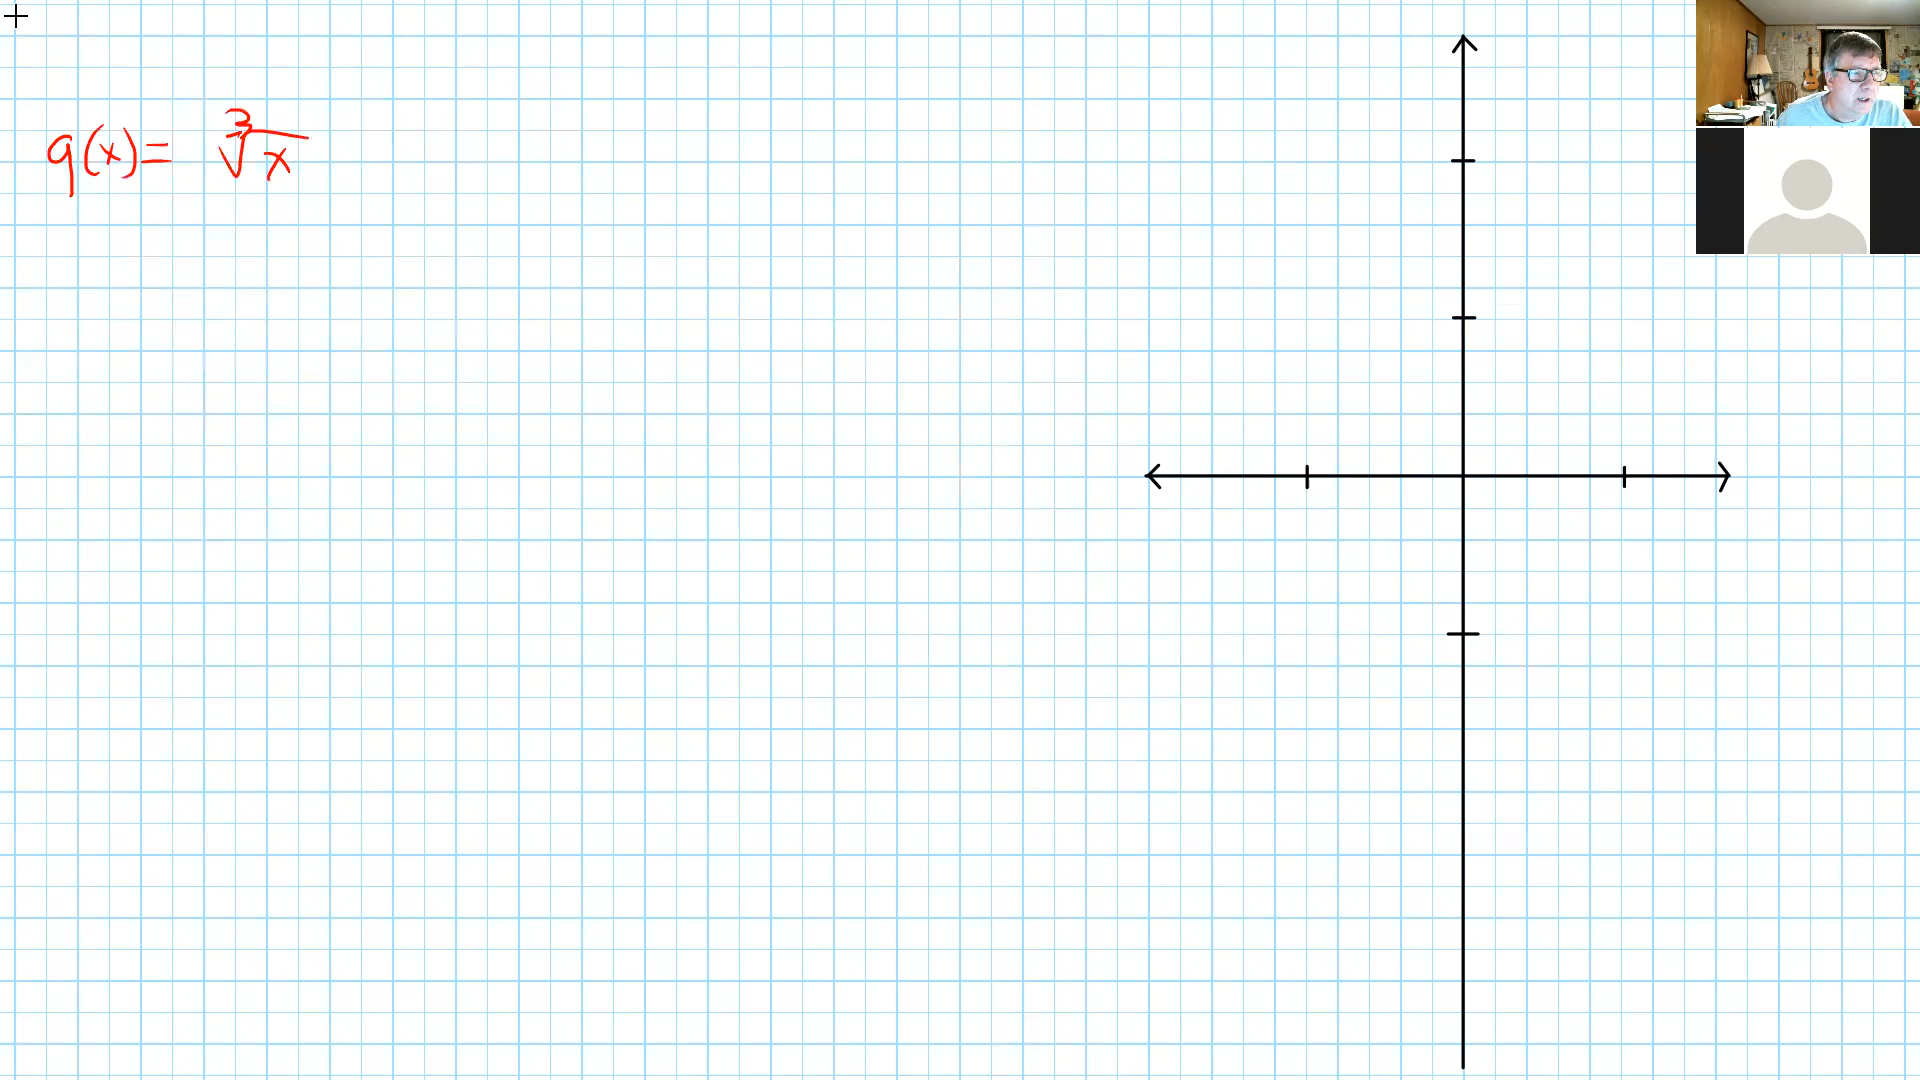 g(x) = ∛x